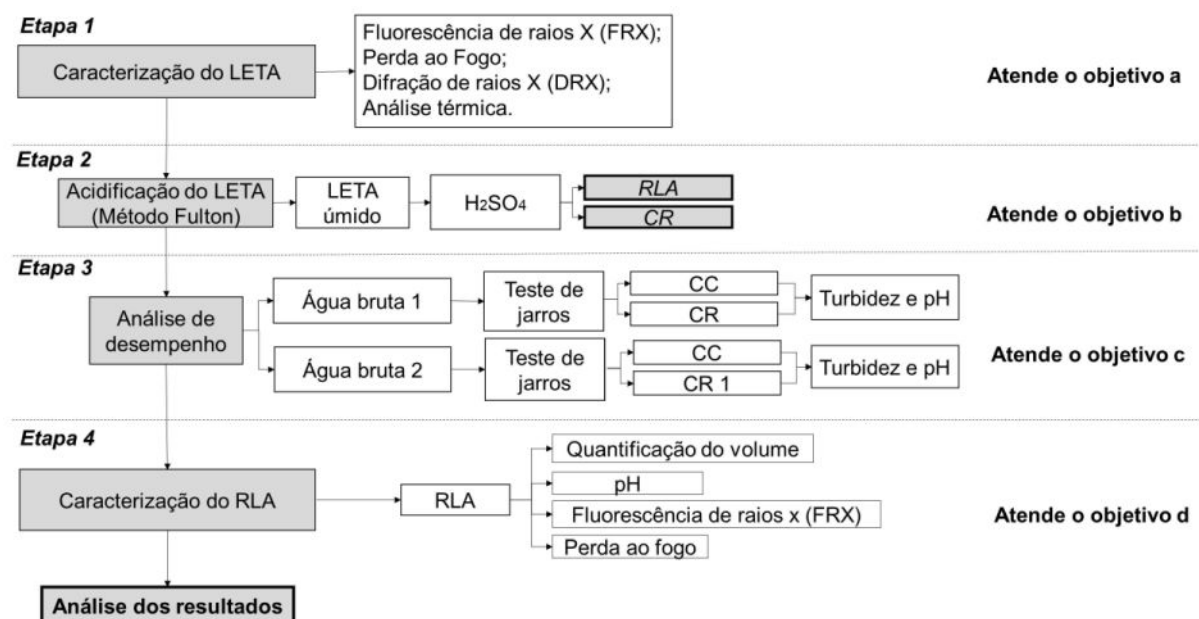 Etapa 1
Caracterização do LETA
Fluorescência de raios X (FRX);
Perda ao Fogo;
Difração de raios X (DRX);
Análise térmica.
Atende o objetivo a
Etapa 2
Acidificação do LETA
(Método Fulton)
LETA
úmido
H₂SO₄
RLA
CR
Atende o objetivo b
Etapa 3
Análise de
desempenho
Água bruta 1
Teste de
jarros
CC
CR
Turbidez e pH
Água bruta 2
Teste de
jarros
CC
CR 1
Turbidez e pH
Atende o objetivo c
Etapa 4
Caracterização do RLA
RLA
Quantificação do volume
pH
Fluorescência de raios x (FRX)
Perda ao fogo
Atende o objetivo d
Análise dos resultados